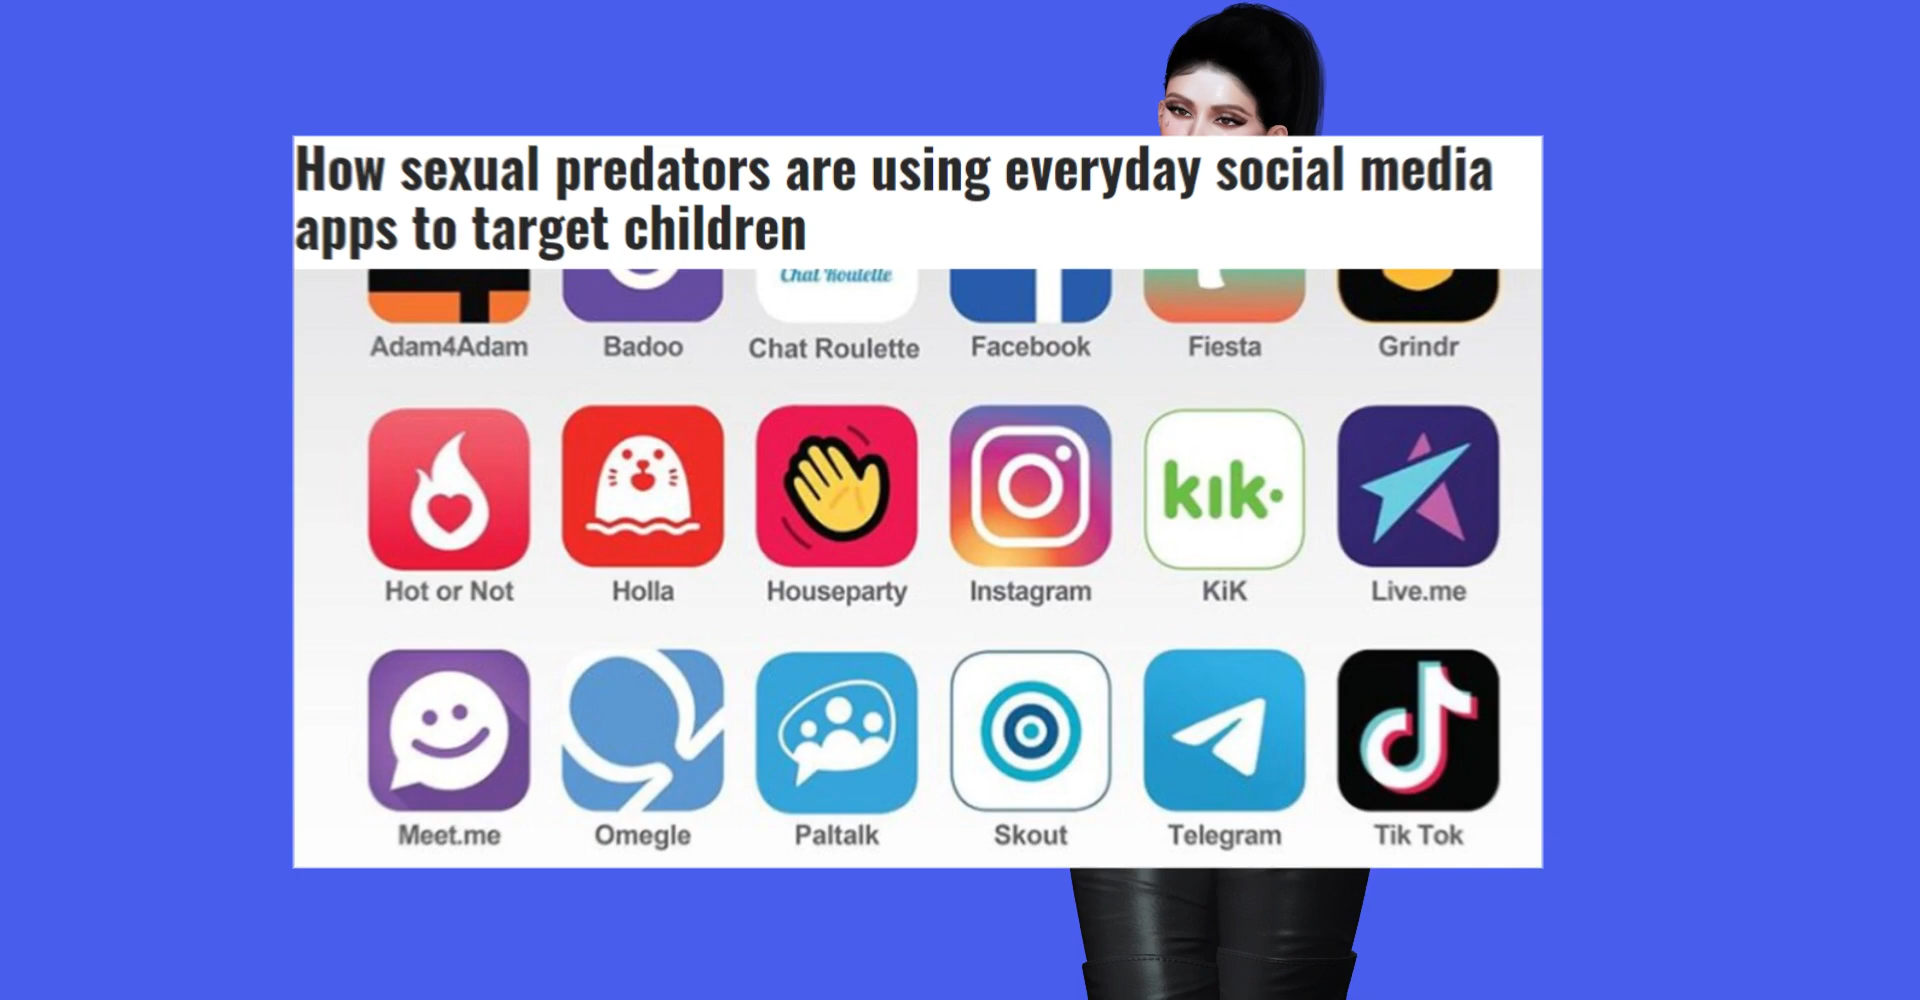 How sexual predators are using everyday social media
apps to target children
Chat Roulette
Adam4Adam Badoo Chat Roulette Facebook Fiesta Grindr
kik.
Hot or Not Holla Houseparty Instagram KiK Live.me
Meet.me Omegle Paltalk Skout Telegram Tik Tok